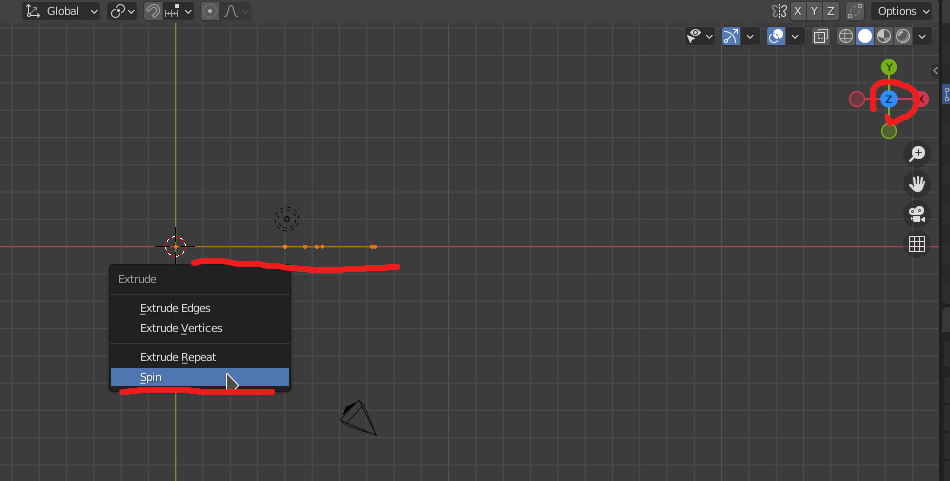 Global
X Y Z
Options
Y
Z
X
Extrude
Extrude Edges
Extrude Vertices
Extrude Repeat
Spin